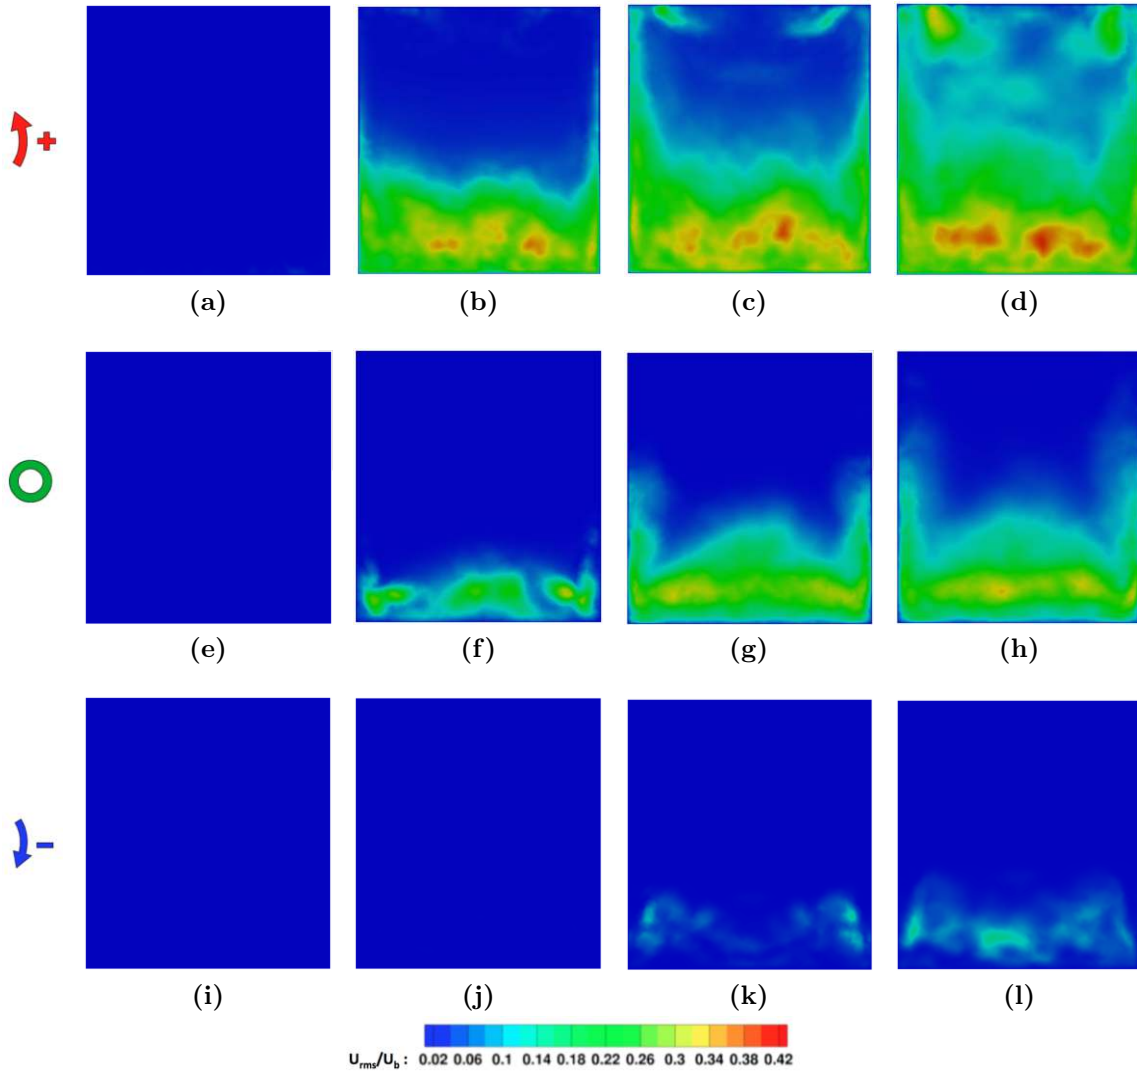 +
(a) (b) (c) (d)
(e) (f) (g) (h)
−
(i) (j) (k) (l)
U_rms/U_b : 0.02 0.06 0.1 0.14 0.18 0.22 0.26 0.3 0.34 0.38 0.42